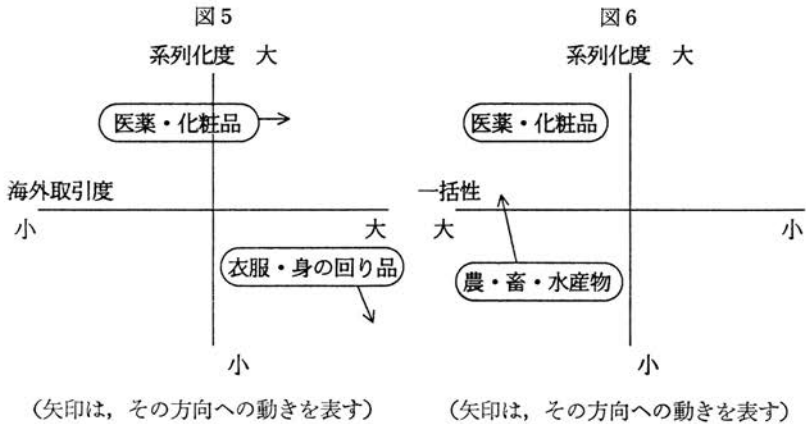 図5
系列化度 大
医薬・化粧品
海外取引度
小
大
衣服・身の回り品
小
(矢印は,その方向への動きを表す)
図6
系列化度 大
医薬・化粧品
一括性
大
小
農・畜・水産物
小
(矢印は,その方向への動きを表す)